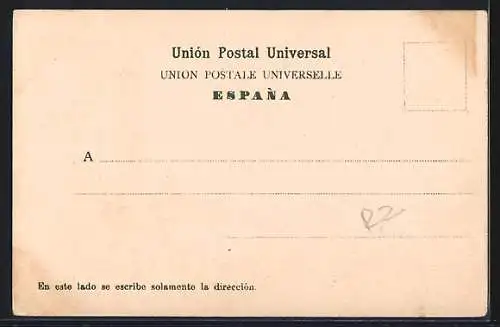 Unión Postal Universal
UNION POSTALE UNIVERSELLE
ESPAÑA
A
En este lado se escribe solamente la dirección.